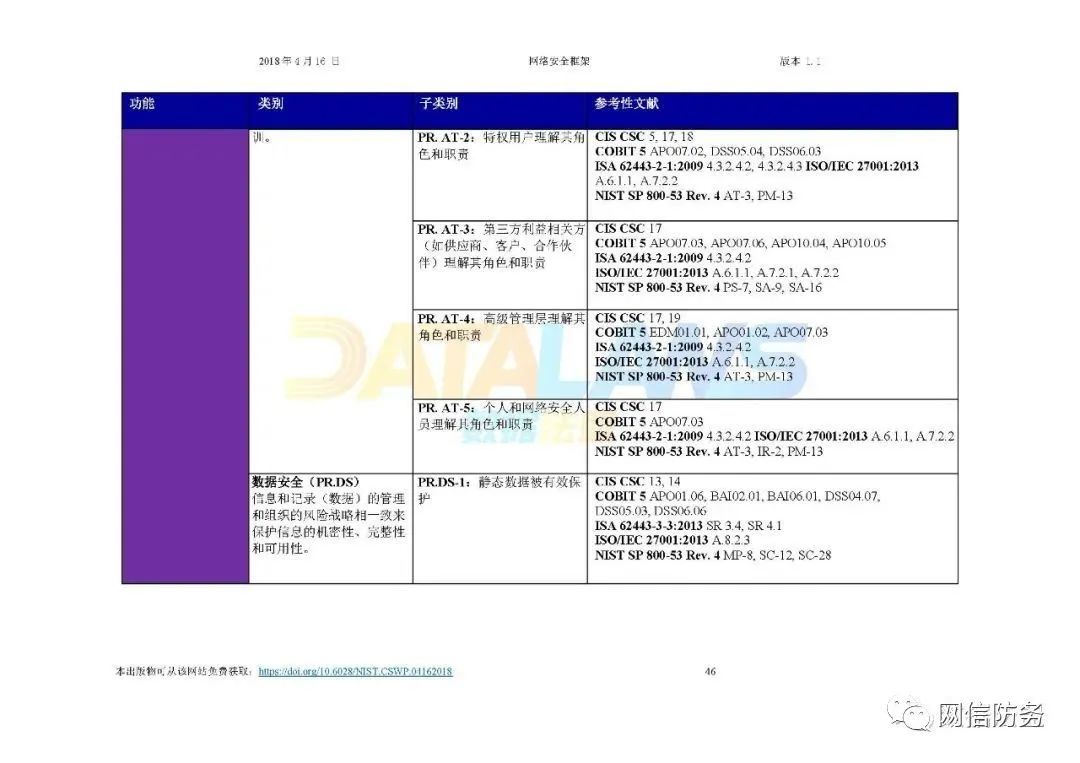 2018年4月16日 网络安全框架 版本 1.1
功能 类别 子类别 参考性文献
训。
PR. AT-2：特权用户理解其角
色和职责
CIS CSC 5, 17, 18
COBIT 5 APO07.02, DSS05.04, DSS06.03
ISA 62443-2-1:2009 4.3.2.4.2, 4.3.2.4.3 ISO/IEC 27001:2013
A.6.1.1, A.7.2.2
NIST SP 800-53 Rev. 4 AT-3, PM-13
PR. AT-3：第三方利益相关方
（如供应商、客户、合作伙
伴）理解其角色和职责
CIS CSC 17
COBIT 5 APO07.03, APO07.06, APO10.04, APO10.05
ISA 62443-2-1:2009 4.3.2.4.2
ISO/IEC 27001:2013 A.6.1.1, A.7.2.1, A.7.2.2
NIST SP 800-53 Rev. 4 PS-7, SA-9, SA-16
PR. AT-4：高级管理层理解其
角色和职责
CIS CSC 17, 19
COBIT 5 EDM01.01, APO01.02, APO07.03
ISA 62443-2-1:2009 4.3.2.4.2
ISO/IEC 27001:2013 A.6.1.1, A.7.2.2
NIST SP 800-53 Rev. 4 AT-3, PM-13
PR. AT-5：个人和网络安全人
员理解其角色和职责
CIS CSC 17
COBIT 5 APO07.03
ISA 62443-2-1:2009 4.3.2.4.2 ISO/IEC 27001:2013 A.6.1.1, A.7.2.2
NIST SP 800-53 Rev. 4 AT-3, IR-2, PM-13
数据安全（PR.DS）
信息和记录（数据）的管理
和组织的风险战略相一致来
保护信息的机密性、完整性
和可用性。
PR.DS-1：静态数据被有效保
护
CIS CSC 13, 14
COBIT 5 APO01.06, BAI02.01, BAI06.01, DSS04.07,
DSS05.03, DSS06.06
ISA 62443-3-3:2013 SR 3.4, SR 4.1
ISO/IEC 27001:2013 A.8.2.3
NIST SP 800-53 Rev. 4 MP-8, SC-12, SC-28
DATALAWS
本出版物可从该网站免费获取：https://doi.org/10.6028/NIST.CSWP.04162018 46
网信防务